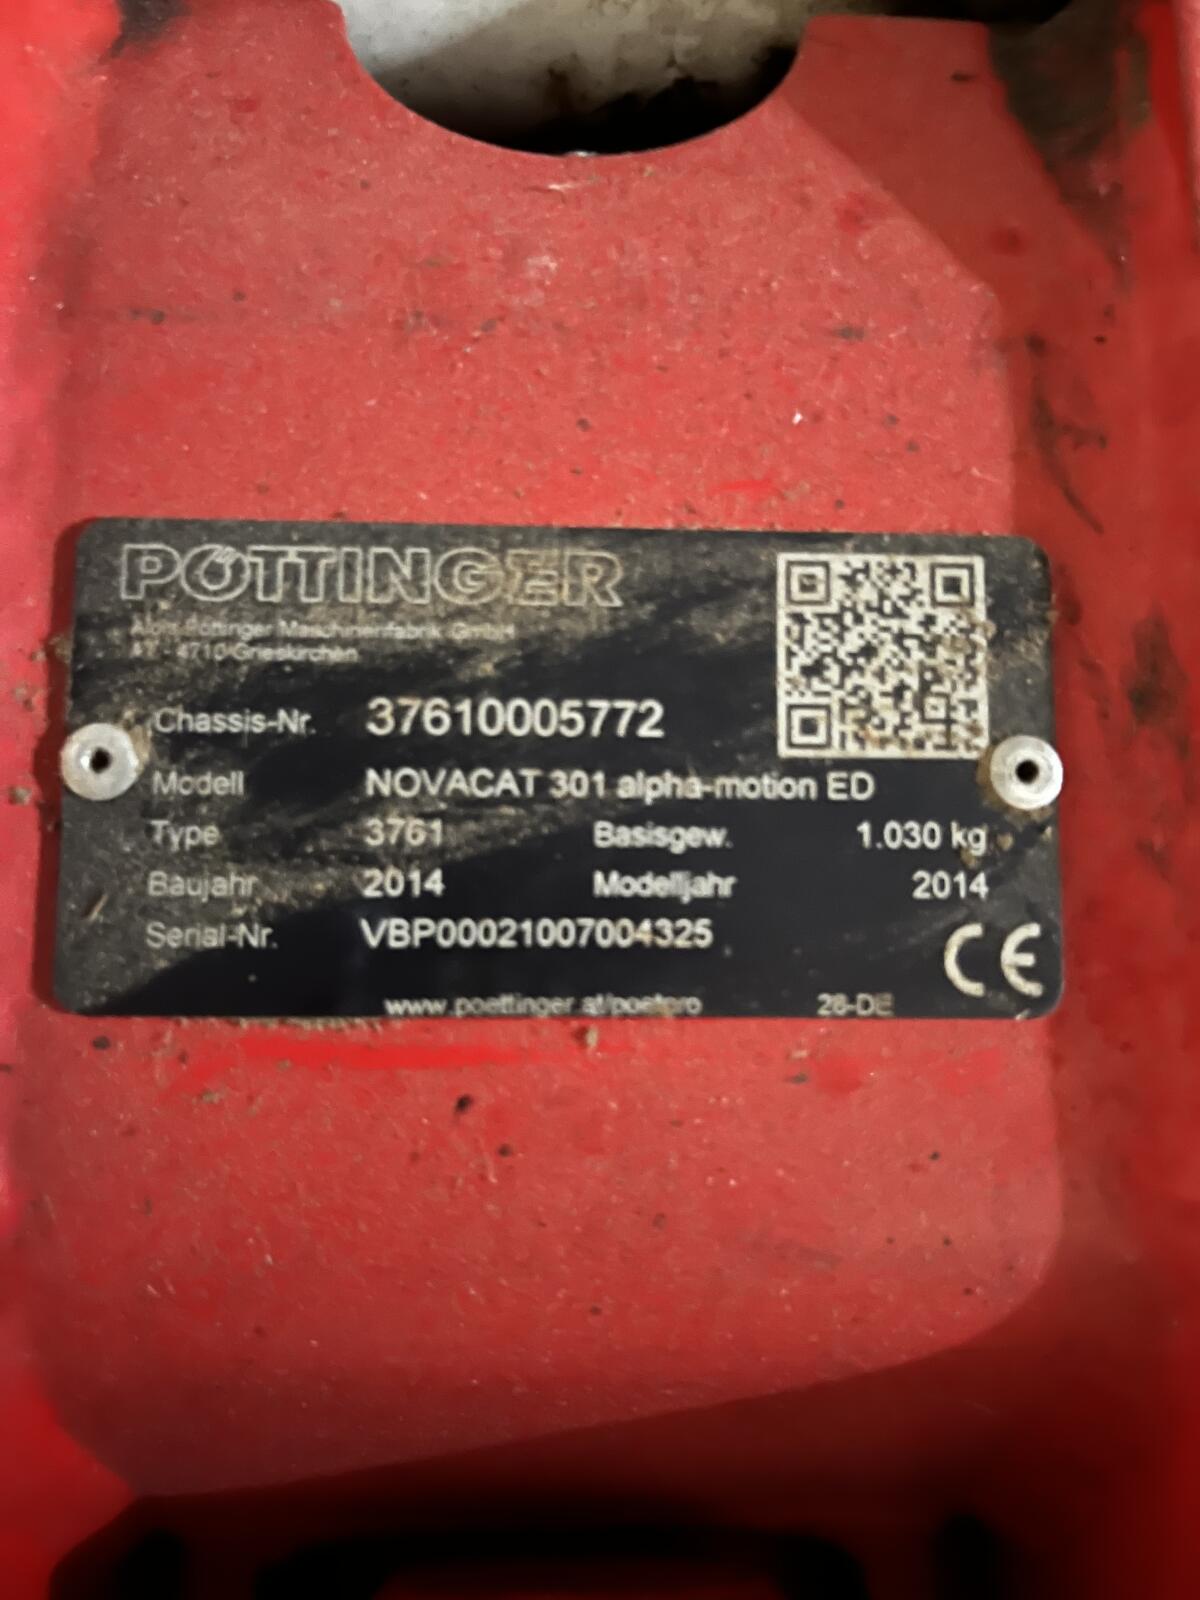 PÖTTINGER
Alois Pöttinger Maschinenfabrik GmbH
AT - 4710 Grieskirchen
Chassis-Nr. 37610005772
Modell NOVACAT 301 alpha-motion ED
Type 3761 Basisgew. 1.030 kg
Baujahr 2014 Modelljahr 2014
Serial-Nr. VBP00021007004325
CE
www.poettinger.at/poetpro 26-DE